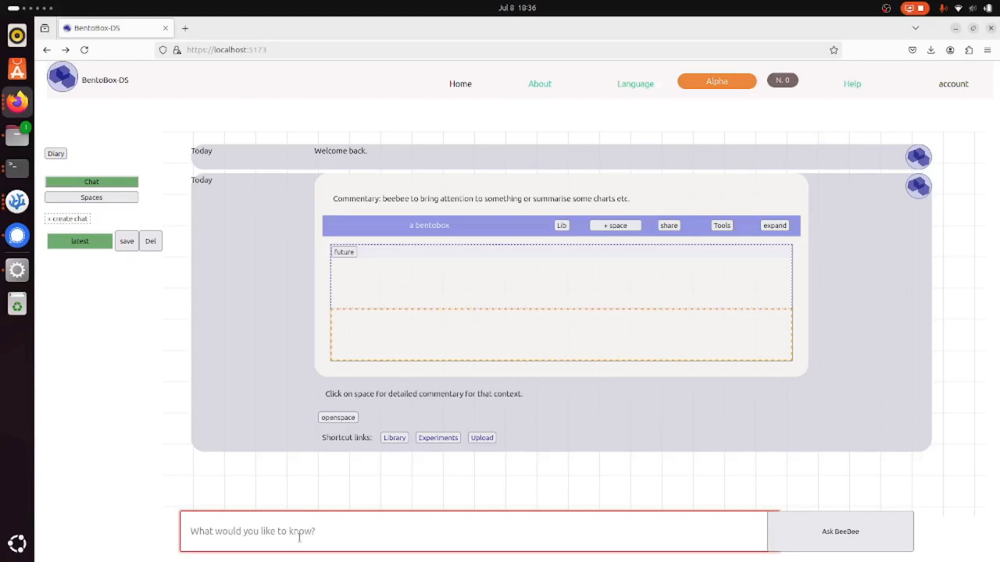 Jul 8 18:36
BentoBox-DS
https://localhost:5173
BentoBox-DS
Home
About
Language
Alpha
N. 0
Help
account
1
Diary
Chat
Spaces
+ create chat
latest
save
Del
Today
Welcome back.
Today
Commentary: beebee to bring attention to something or summarise some charts etc.
a bentobox
Lib
+ space
share
Tools
expand
future
Click on space for detailed commentary for that context.
openspace
Shortcut links:
Library
Experiments
Upload
What would you like to know?
Ask BeeBee